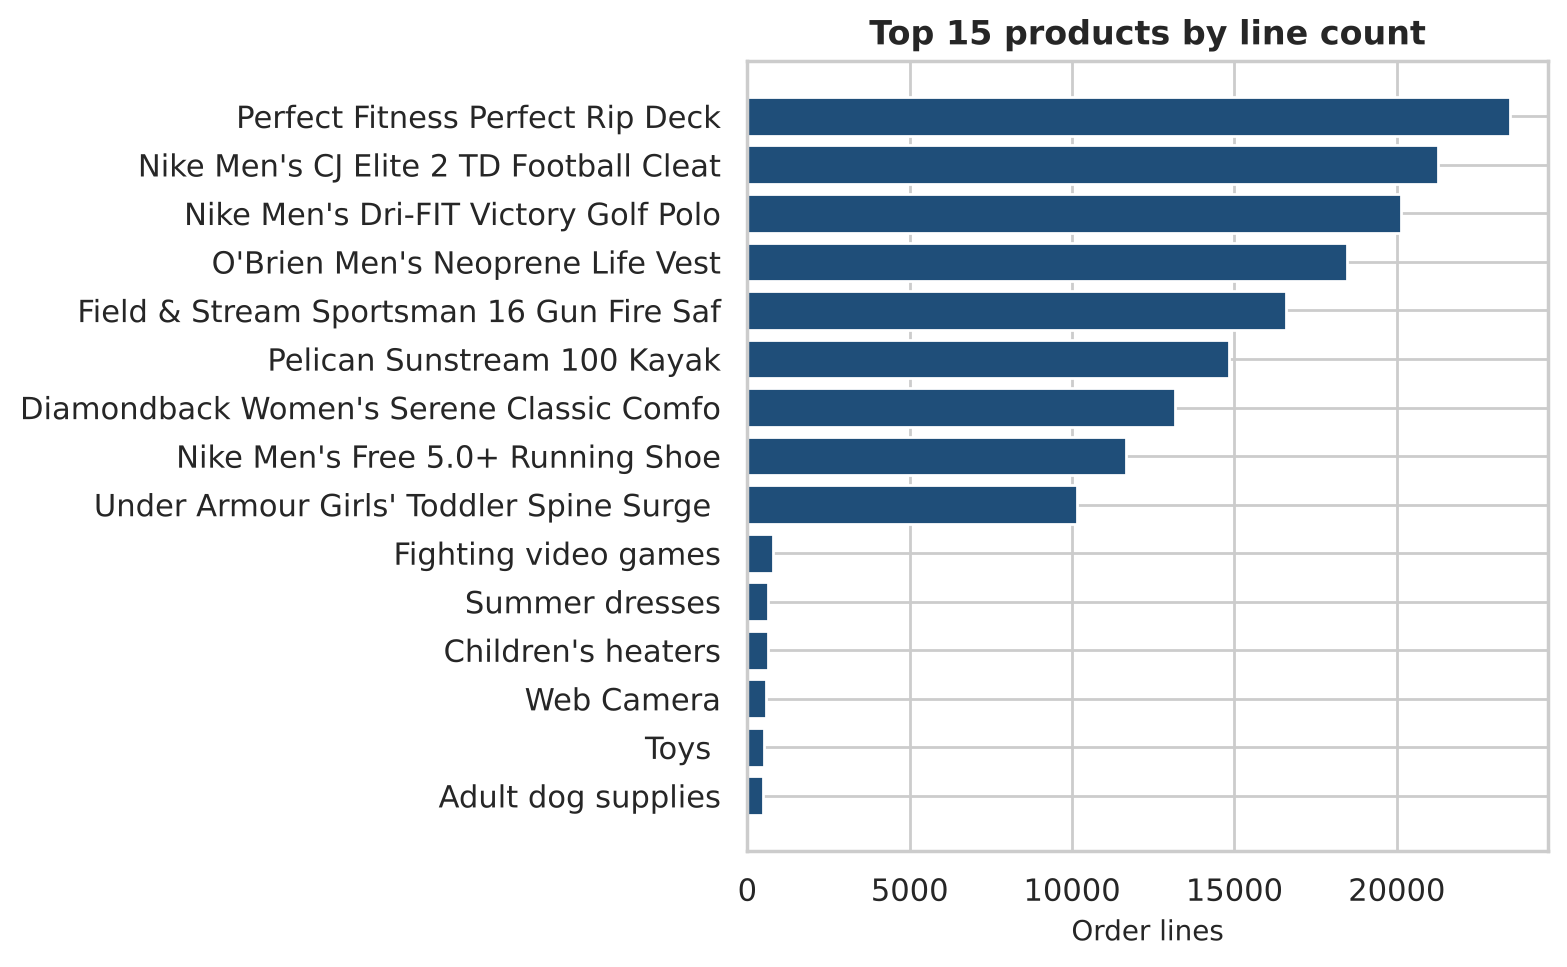 Top 15 products by line count
Perfect Fitness Perfect Rip Deck
Nike Men's CJ Elite 2 TD Football Cleat
Nike Men's Dri-FIT Victory Golf Polo
O'Brien Men's Neoprene Life Vest
Field & Stream Sportsman 16 Gun Fire Saf
Pelican Sunstream 100 Kayak
Diamondback Women's Serene Classic Comfo
Nike Men's Free 5.0+ Running Shoe
Under Armour Girls' Toddler Spine Surge
Fighting video games
Summer dresses
Children's heaters
Web Camera
Toys
Adult dog supplies
0 5000 10000 15000 20000
Order lines